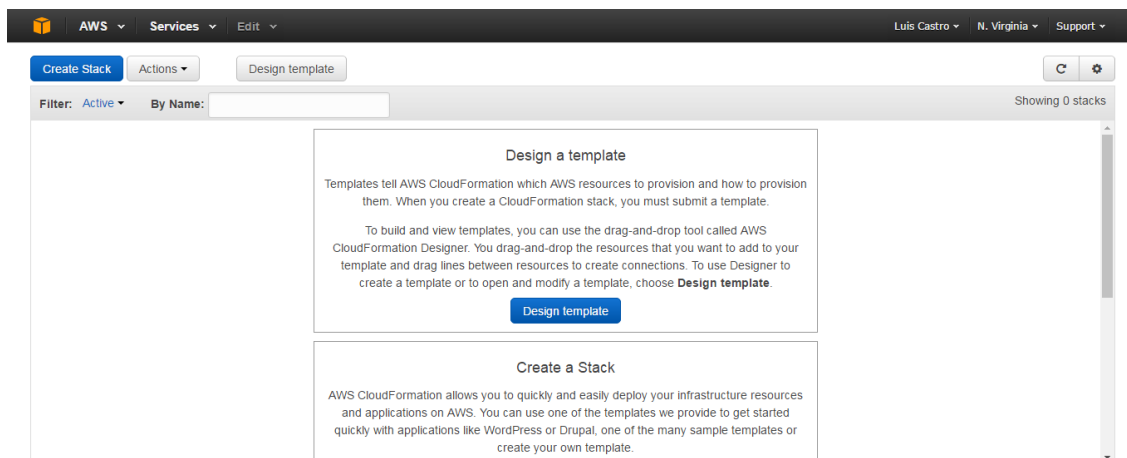 AWS Services Edit Luis Castro N. Virginia Support
Create Stack Actions Design template
Filter: Active By Name: Showing 0 stacks
Design a template
Templates tell AWS CloudFormation which AWS resources to provision and how to provision
them. When you create a CloudFormation stack, you must submit a template.
To build and view templates, you can use the drag-and-drop tool called AWS
CloudFormation Designer. You drag-and-drop the resources that you want to add to your
template and drag lines between resources to create connections. To use Designer to
create a template or to open and modify a template, choose Design template.
Design template
Create a Stack
AWS CloudFormation allows you to quickly and easily deploy your infrastructure resources
and applications on AWS. You can use one of the templates we provide to get started
quickly with applications like WordPress or Drupal, one of the many sample templates or
create your own template.